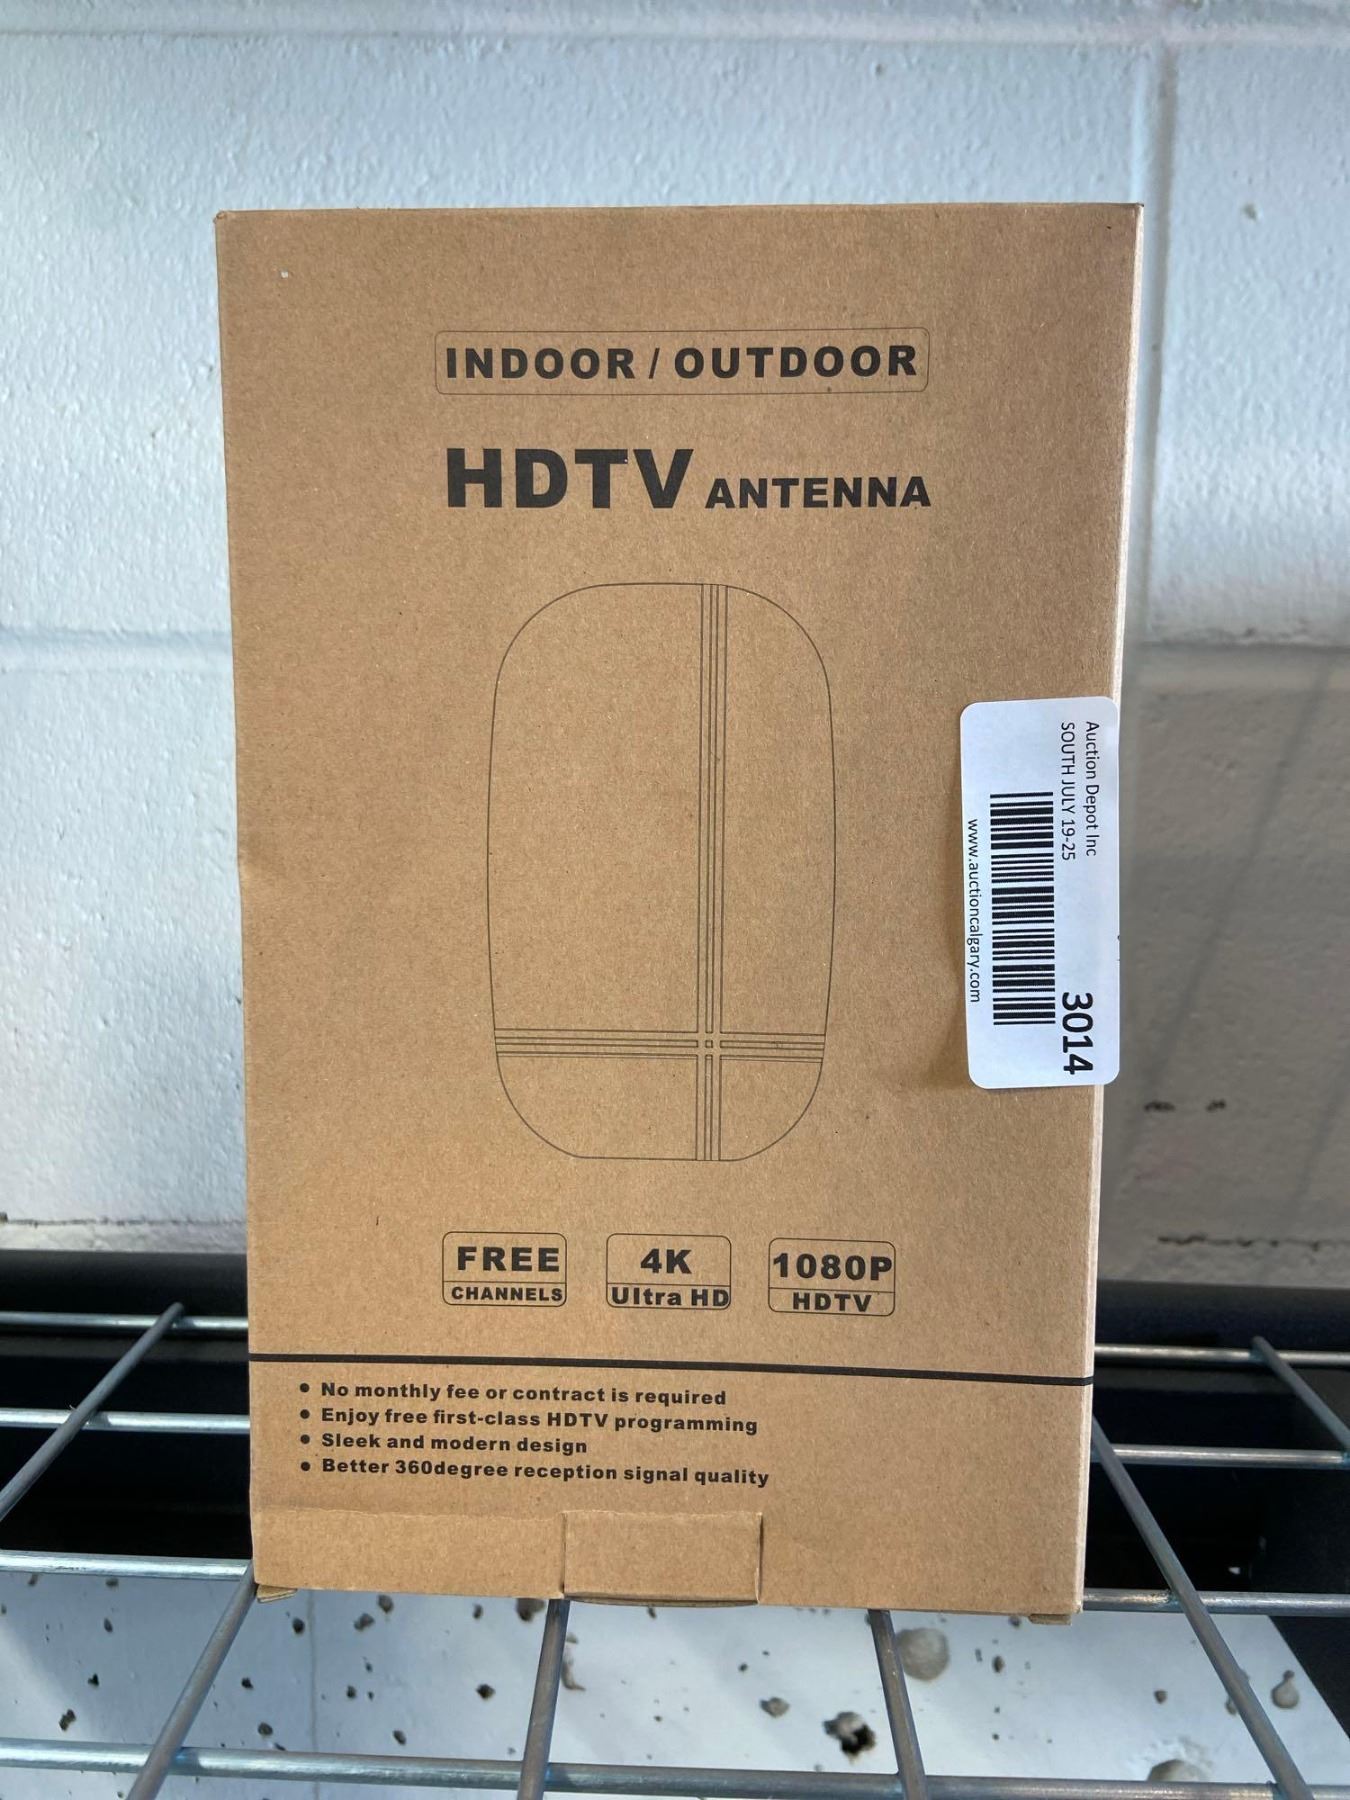 INDOOR / OUTDOOR
HDTV ANTENNA
Auction Depot Inc
SOUTH JULY 19-25
3014
www.auctioncalgary.com
FREE
CHANNELS
4K
Ultra HD
1080P
HDTV
• No monthly fee or contract is required
• Enjoy free first-class HDTV programming
• Sleek and modern design
• Better 360degree reception signal quality